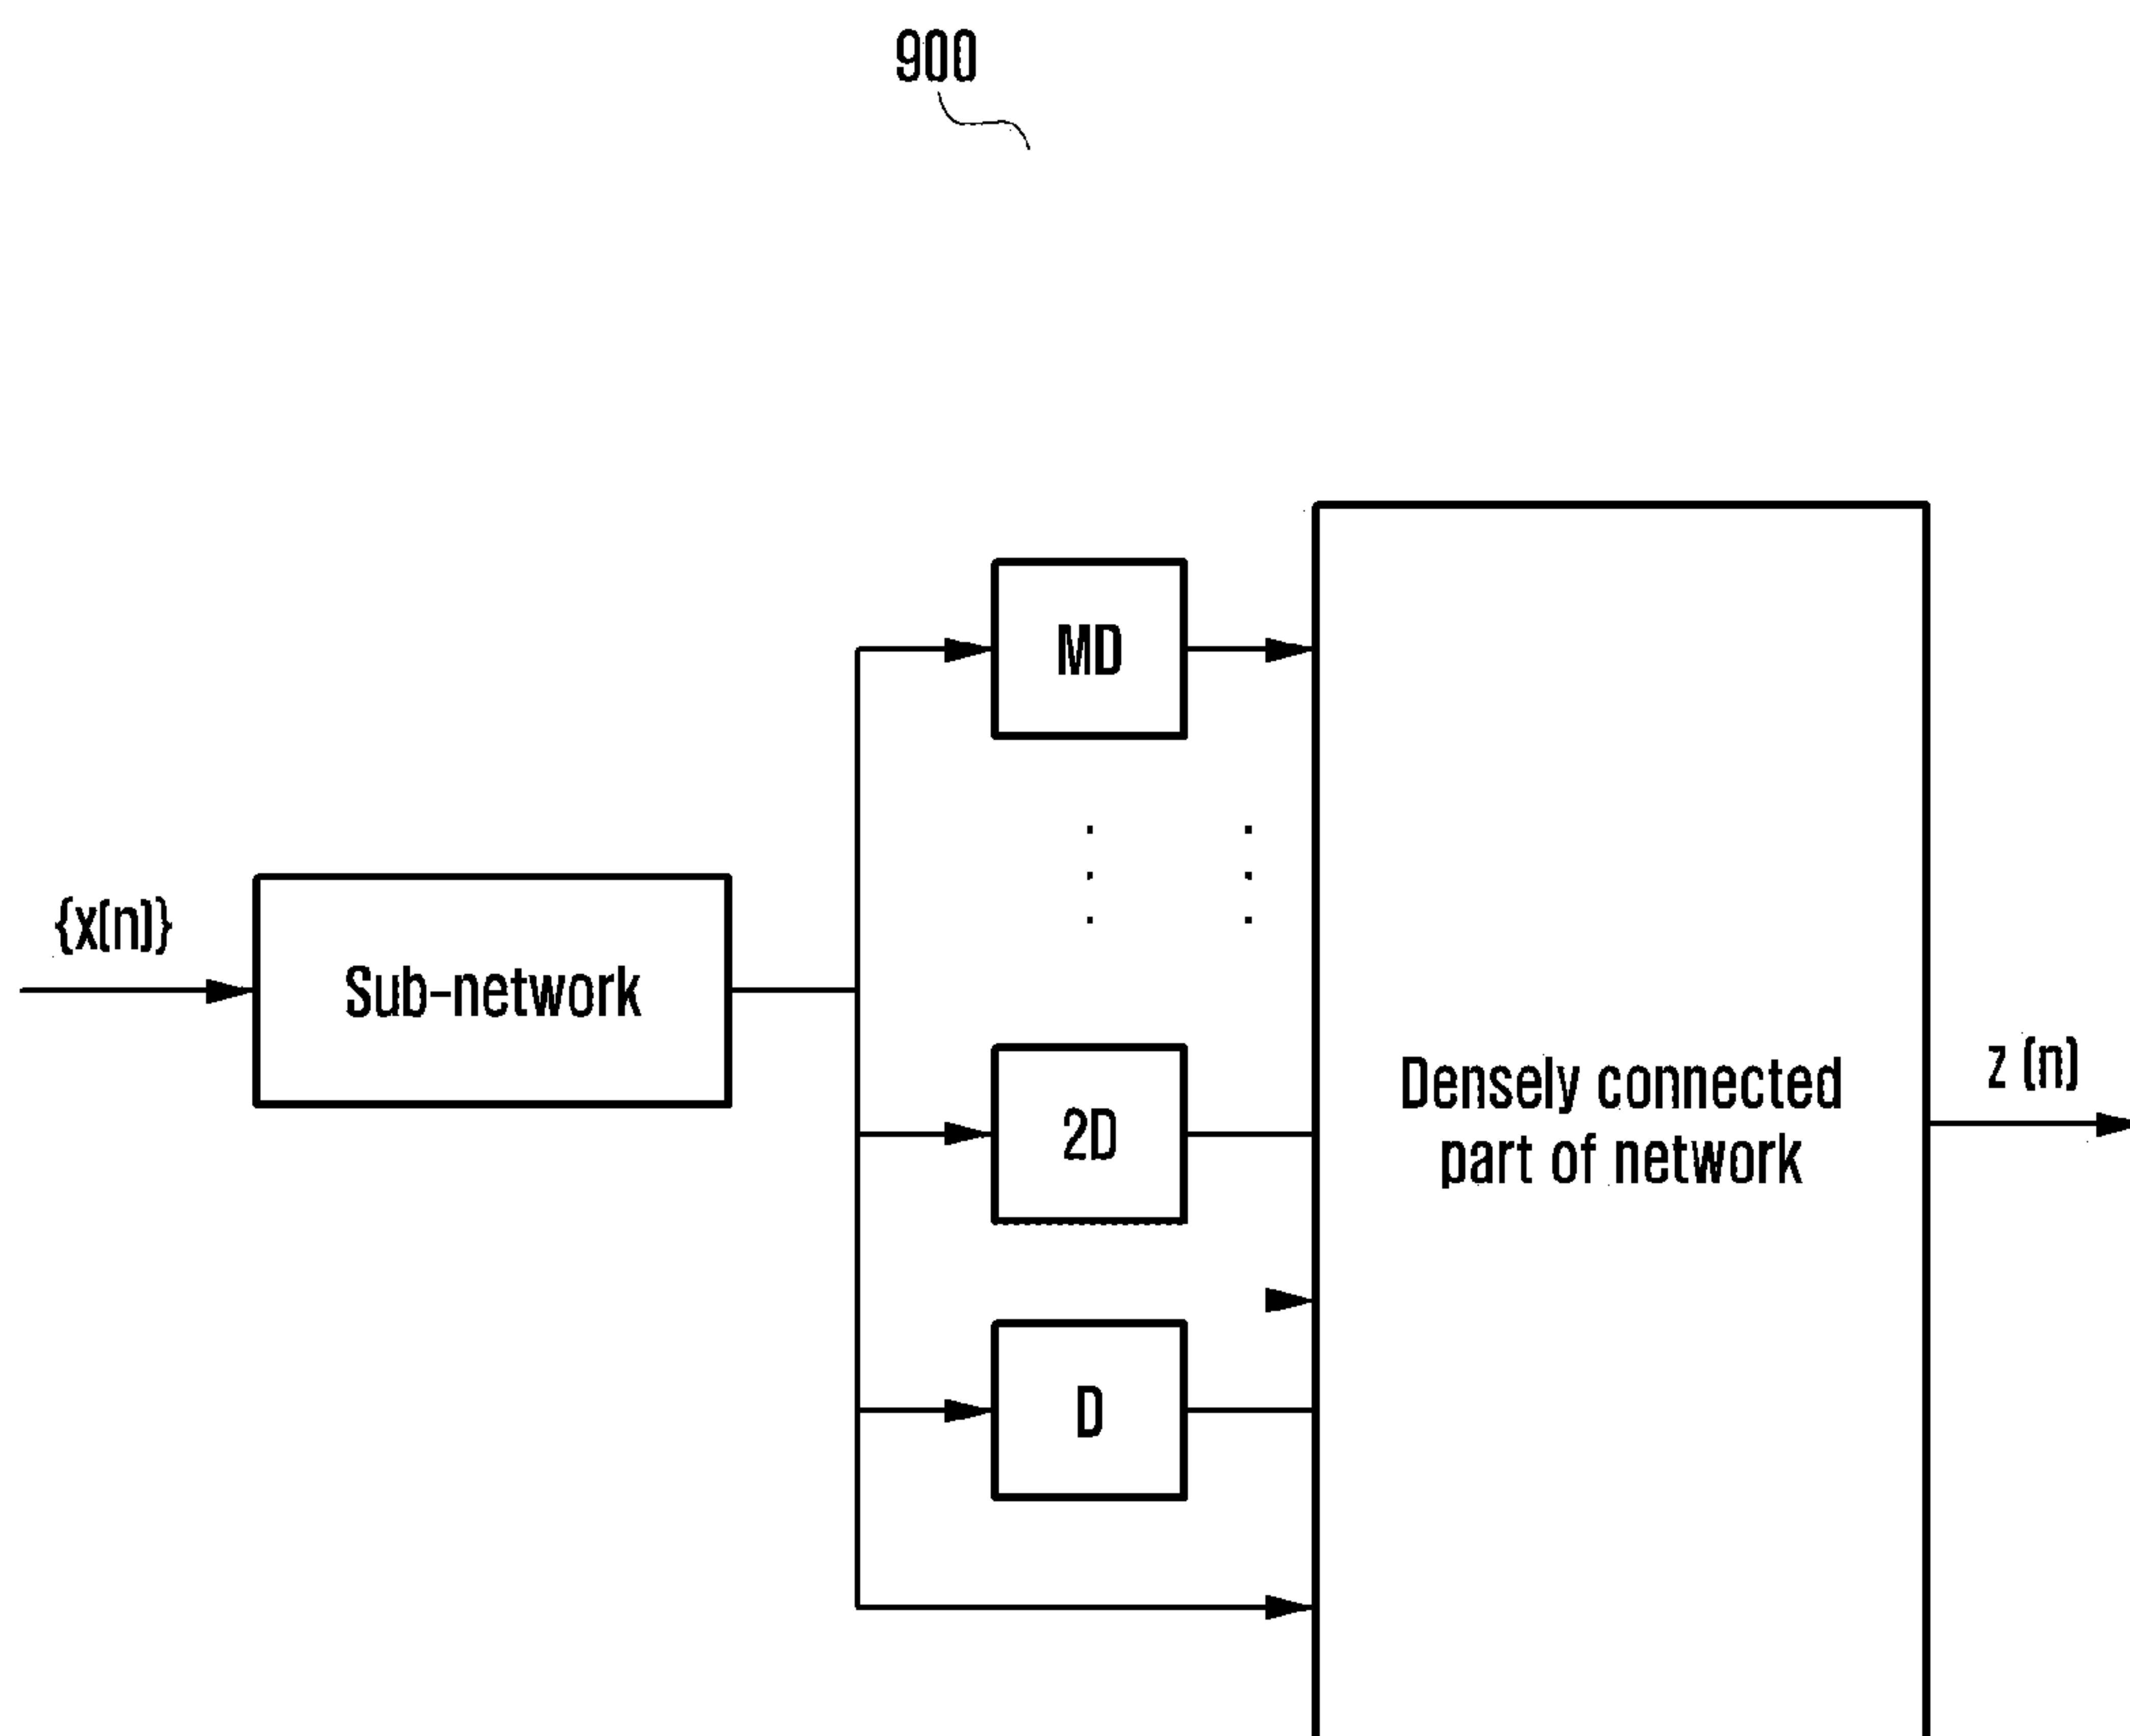 900
MD
{x(n)}
Sub-network
2D
Densely connected
part of network
z (n)
D